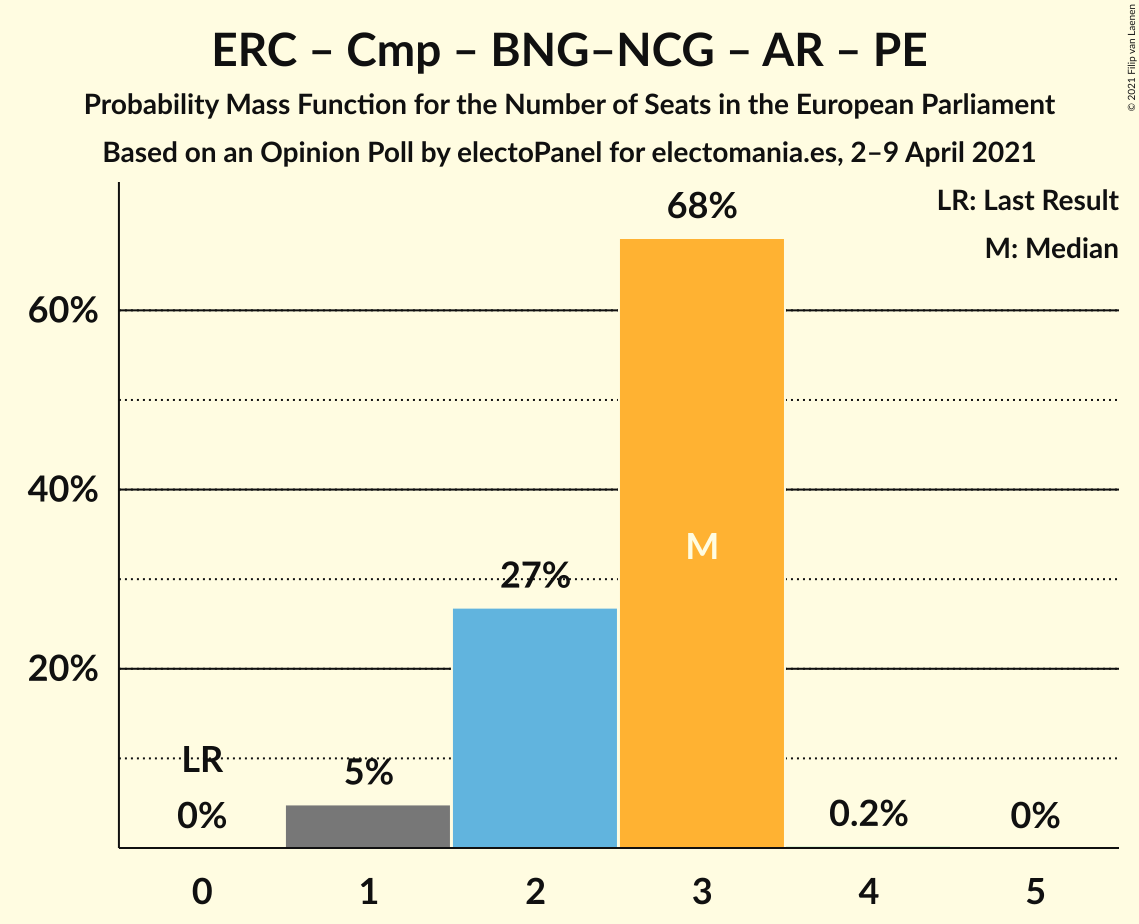 ERC – Cmp – BNG–NCG – AR – PE
Probability Mass Function for the Number of Seats in the European Parliament
Based on an Opinion Poll by electoPanel for electomania.es, 2–9 April 2021
© 2021 Filip van Laenen
LR: Last Result
M: Median
68%
60%
M
40%
27%
20%
LR
5%
0%
0.2%
0%
0 1 2 3 4 5